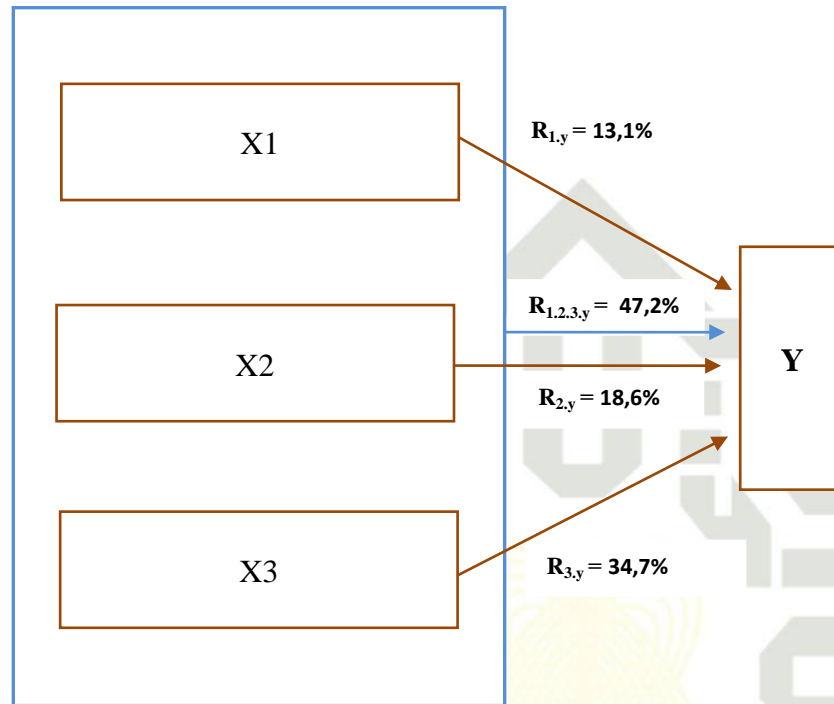 X1
R1.y = 13,1%
R1.2.3.y = 47,2%
X2
Y
R2.y = 18,6%
X3
R3.y = 34,7%